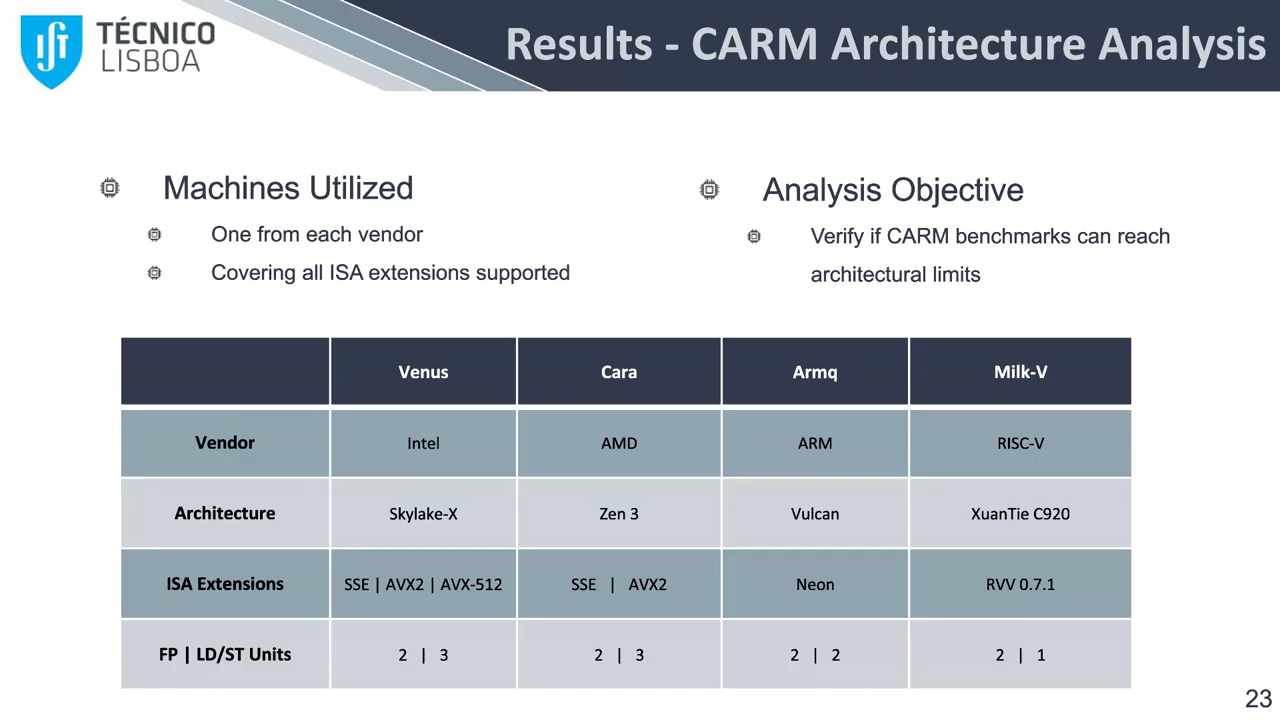 TÉCNICO
LISBOA
Results - CARM Architecture Analysis
Machines Utilized
One from each vendor
Covering all ISA extensions supported
Analysis Objective
Verify if CARM benchmarks can reach
architectural limits
Venus Cara Armq Milk-V
Vendor Intel AMD ARM RISC-V
Architecture Skylake-X Zen 3 Vulcan XuanTie C920
ISA Extensions SSE | AVX2 | AVX-512 SSE | AVX2 Neon RVV 0.7.1
FP | LD/ST Units 2 | 3 2 | 3 2 | 2 2 | 1
23